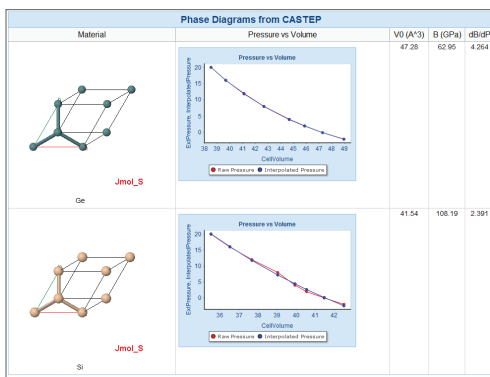 Phase Diagrams from CASTEP
Material Pressure vs Volume V0 (A^3) B (GPa) dB/dP
47.28 62.95 4.264
Pressure vs Volume
ExtPressure, InterpolatedPressure
20
15
10
5
0
38 39 40 41 42 43 44 45 46 47 48 49
CellVolume
Raw Pressure Interpolated Pressure
Jmol_S
Ge
41.54 108.19 2.391
Pressure vs Volume
ExtPressure, InterpolatedPressure
20
15
10
5
0
36 37 38 39 40 41 42
CellVolume
Raw Pressure Interpolated Pressure
Jmol_S
Si